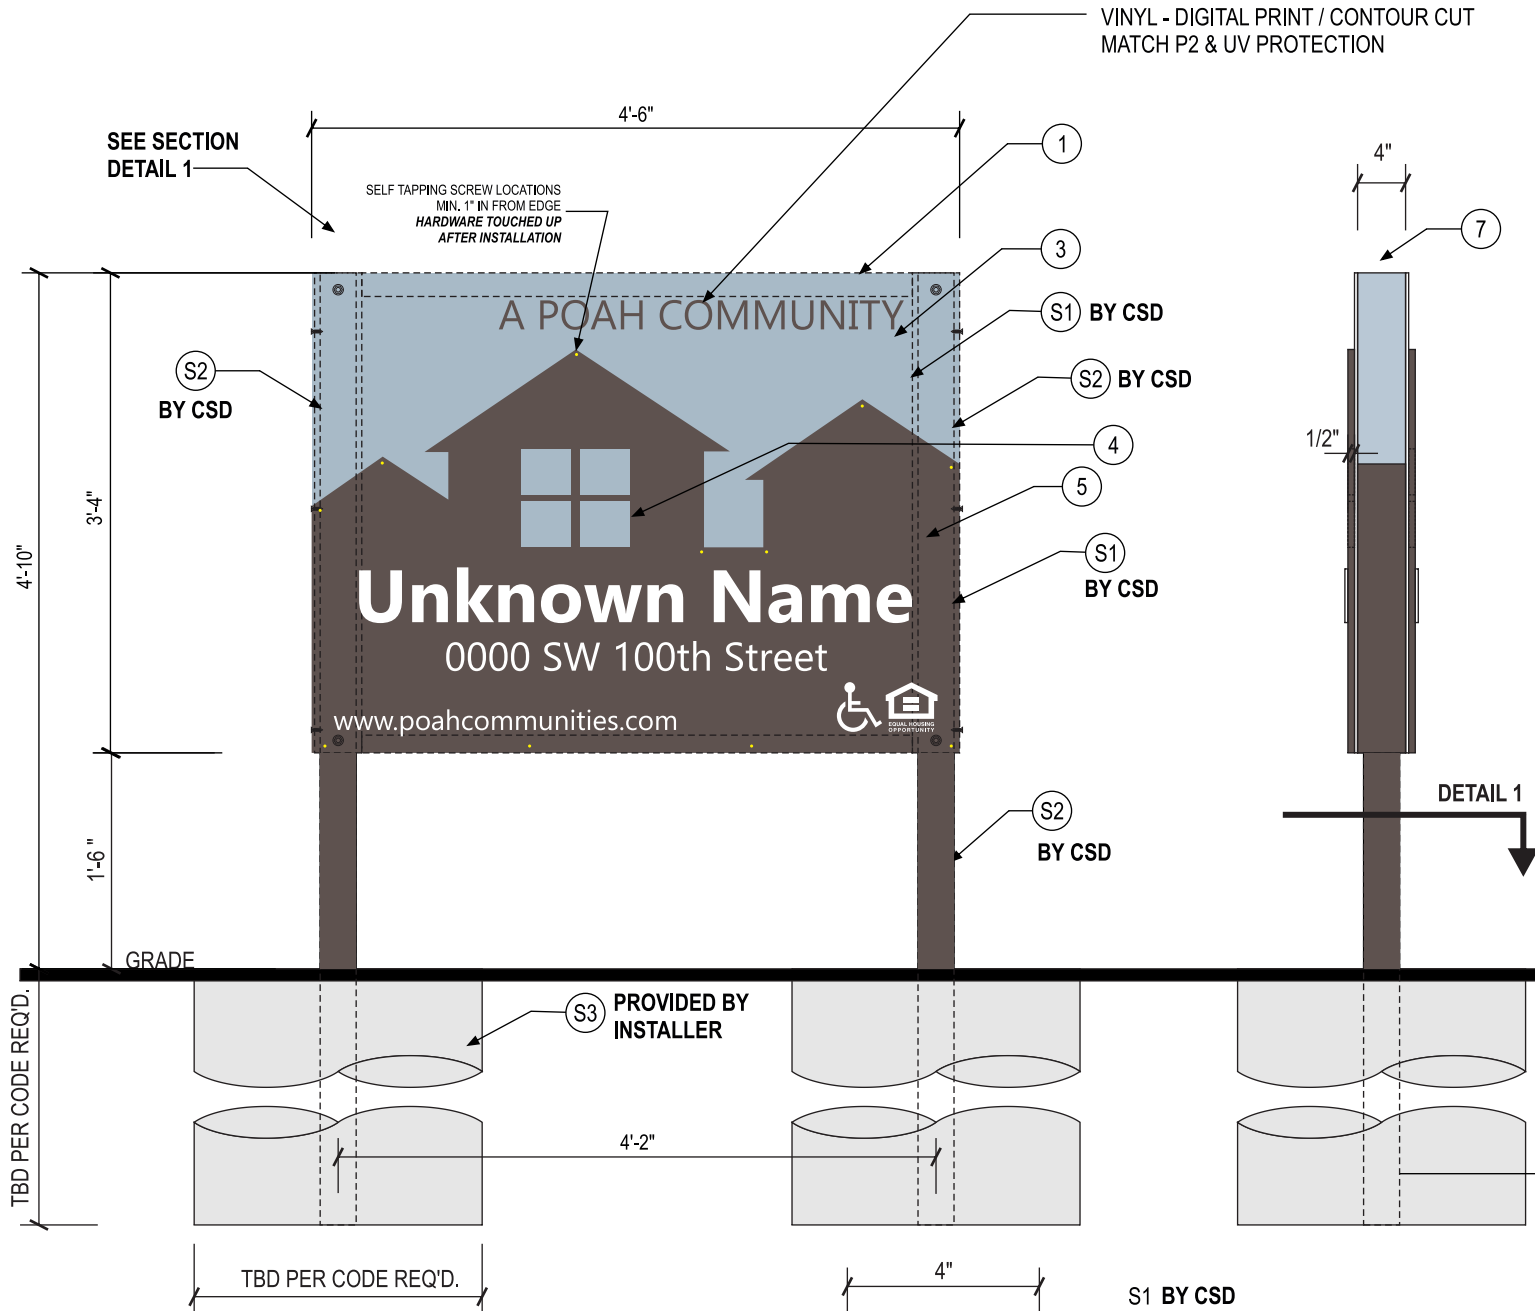 VINYL - DIGITAL PRINT / CONTOUR CUT
MATCH P2 & UV PROTECTION
4'-6"
SEE SECTION
DETAIL 1
1
4"
SELF TAPPING SCREW LOCATIONS
MIN. 1" IN FROM EDGE
HARDWARE TOUCHED UP
AFTER INSTALLATION
7
3
A POAH COMMUNITY
S1 BY CSD
S2
BY CSD
S2 BY CSD
4
1/2"
5
3'-4"
4'-10"
S1
BY CSD
Unknown Name
0000 SW 100th Street
www.poahcommunities.com
EQUAL HOUSING
OPPORTUNITY
DETAIL 1
S2
BY CSD
1'-6 "
GRADE
S3 PROVIDED BY
INSTALLER
TBD PER CODE REQ'D.
4'-2"
TBD PER CODE REQ'D.
4"
S1 BY CSD